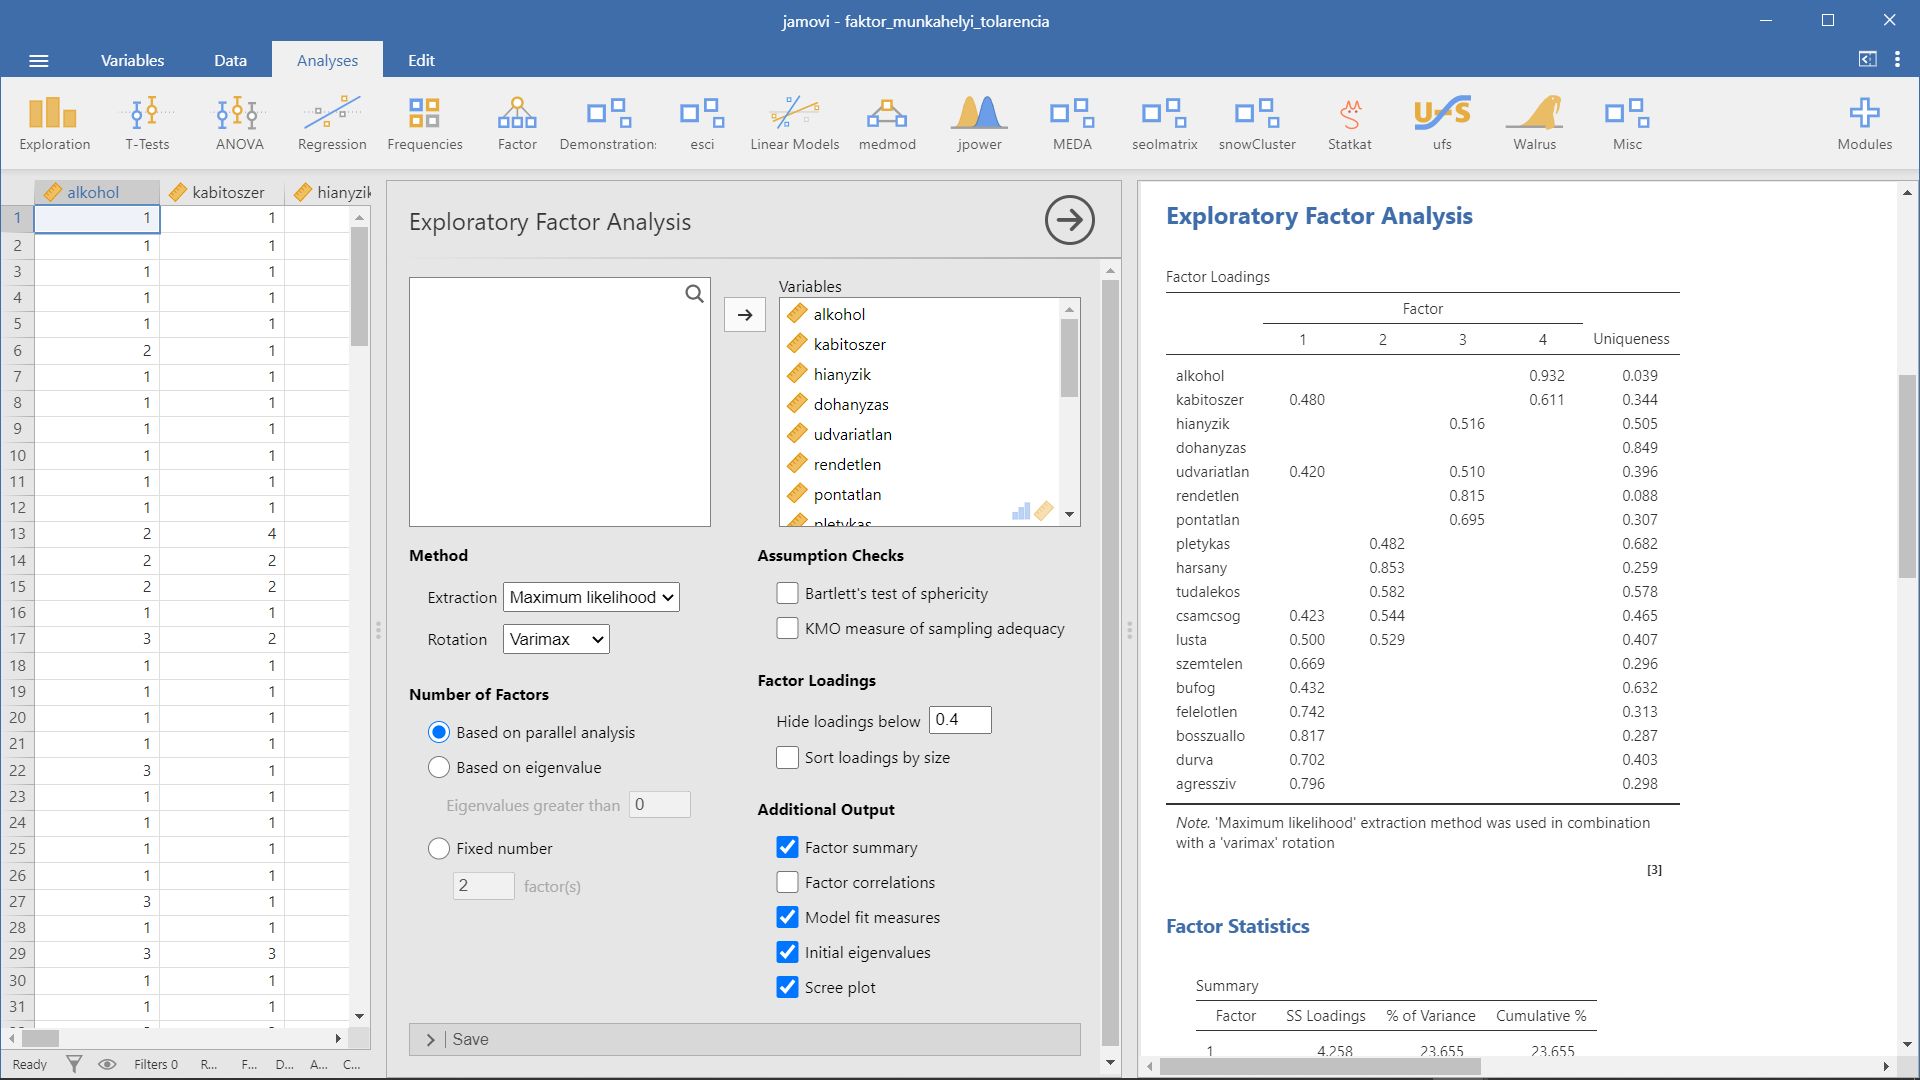 jamovi - faktor_munkahelyi_tolarencia
Variables Data Analyses Edit
Exploration T-Tests ANOVA Regression Frequencies Factor Demonstrations esci Linear Models medmod jpower MEDA seolmatrix snowCluster Statkat ufs Walrus Misc Modules
alkohol kabitoszer hianyzik
1 1 1
2 1 1
3 1 1
4 1 1
5 1 1
6 2 1
7 1 1
8 1 1
9 1 1
10 1 1
11 1 1
12 1 1
13 2 4
14 2 2
15 2 2
16 1 1
17 3 2
18 1 1
19 1 1
20 1 1
21 1 1
22 3 1
23 1 1
24 1 1
25 1 1
26 1 1
27 3 1
28 1 1
29 3 3
30 1 1
31 1 1
Ready Filters 0 R... F... D... A... C...
Exploratory Factor Analysis
Variables
alkohol
kabitoszer
hianyzik
dohanyzas
udvariatlan
rendetlen
pontatlan
pletykas
Method
Extraction Maximum likelihood
Rotation Varimax
Number of Factors
Based on parallel analysis
Based on eigenvalue
Eigenvalues greater than 0
Fixed number
2 factor(s)
Assumption Checks
Bartlett's test of sphericity
KMO measure of sampling adequacy
Factor Loadings
Hide loadings below 0.4
Sort loadings by size
Additional Output
Factor summary
Factor correlations
Model fit measures
Initial eigenvalues
Scree plot
Save
Exploratory Factor Analysis
Factor Loadings
Factor
1 2 3 4 Uniqueness
alkohol 0.932 0.039
kabitoszer 0.480 0.611 0.344
hianyzik 0.516 0.505
dohanyzas 0.849
udvariatlan 0.420 0.510 0.396
rendetlen 0.815 0.088
pontatlan 0.695 0.307
pletykas 0.482 0.682
harsany 0.853 0.259
tudalekos 0.582 0.578
csamcsog 0.423 0.544 0.465
lusta 0.500 0.529 0.407
szemtelen 0.669 0.296
bufog 0.432 0.632
felelotlen 0.742 0.313
bosszuallo 0.817 0.287
durva 0.702 0.403
agressziv 0.796 0.298
Note. 'Maximum likelihood' extraction method was used in combination
with a 'varimax' rotation
[3]
Factor Statistics
Summary
Factor SS Loadings % of Variance Cumulative %
1 4.258 23.655 23.655